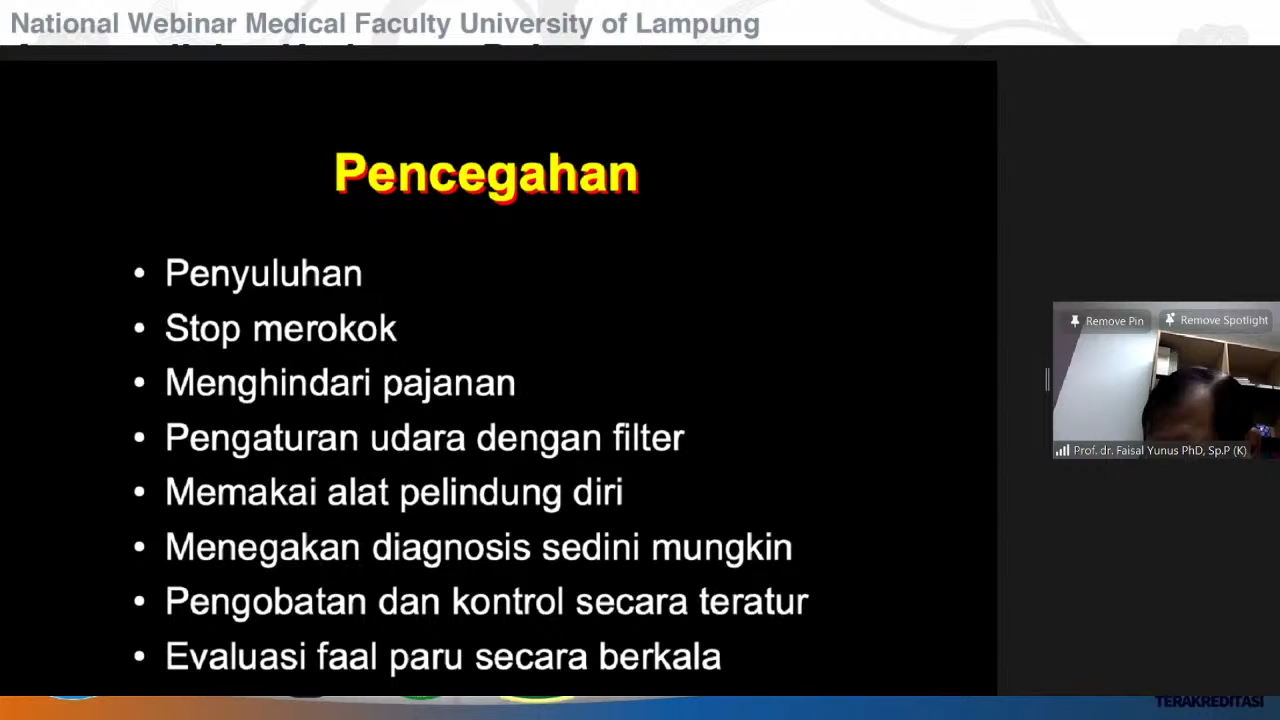 National Webinar Medical Faculty University of Lampung
Pencegahan
• Penyuluhan
• Stop merokok
• Menghindari pajanan
• Pengaturan udara dengan filter
• Memakai alat pelindung diri
• Menegakan diagnosis sedini mungkin
• Pengobatan dan kontrol secara teratur
• Evaluasi faal paru secara berkala
Remove Pin
Remove Spotlight
Prof. dr. Faisal Yunus PhD, Sp.P (K)
TERAKREDITASI